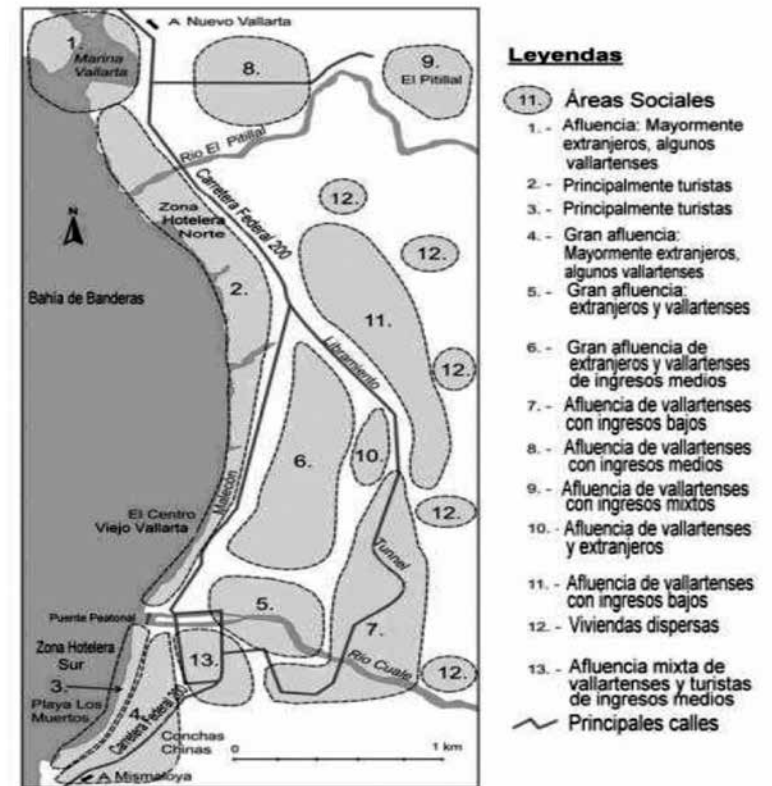 A Nuevo Vallarta
1.
Marina
Vallarta
8.
9.
El Pitillal
Rio El Pitillal
Carretera Federal 200
Zona
Hotelera
Norte
N
12.
12.
Bahía de Banderas
2.
11.
Libramiento
12.
6.
10.
Malecón
El Centro
Viejo Vallarta
12.
Tunnel
Puente Peatonal
5.
7.
Zona Hotelera
Sur
13.
Rio Cuale
12.
3.
Playa Los
Muertos
4.
Carretera Federal 200
Conchas
Chinas
0
1 km
A Mismaloya
Leyendas
11. Áreas Sociales
1.- Afluencia: Mayormente
extranjeros, algunos
vallartenses
2. - Principalmente turistas
3. - Principalmente turistas
4. - Gran afluencia:
Mayormente extranjeros,
algunos vallartenses
5. - Gran afluencia:
extranjeros y vallartenses
6. - Gran afluencia de
extranjeros y vallartenses
de ingresos medios
7. - Afluencia de vallartenses
con ingresos bajos
8. - Afluencia de vallartenses
con ingresos medios
9. - Afluencia de vallartenses
con ingresos mixtos
10. - Afluencia de vallartenses
y extranjeros
11. - Afluencia de vallartenses
con ingresos bajos
12. - Viviendas dispersas
13. - Afluencia mixta de
vallartenses y turistas
de ingresos medios
Principales calles